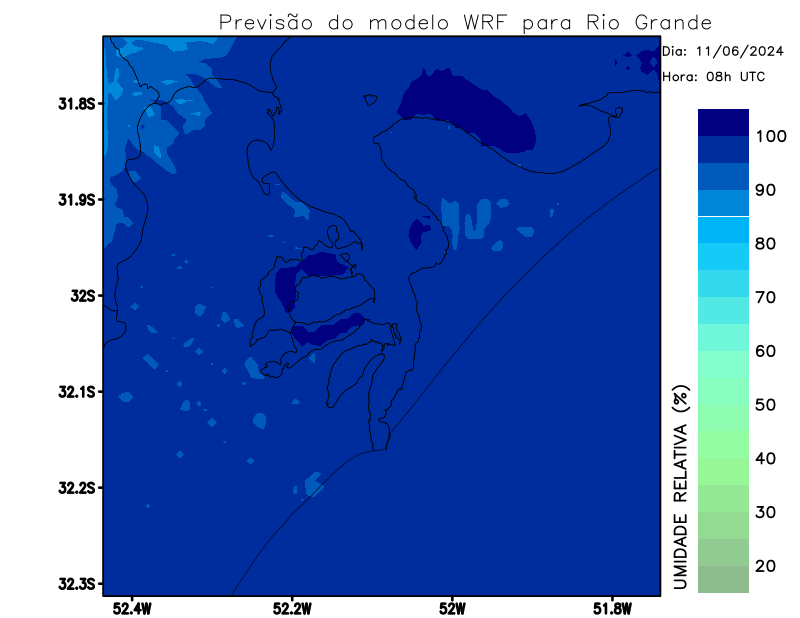 Previsão do modelo WRF para Rio Grande
Dia: 11/06/2024
Hora: 08h UTC
31.8S
31.9S
32S
32.1S
32.2S
32.3S
52.4W
52.2W
52W
51.8W
100
90
80
70
60
50
40
30
20
UMIDADE RELATIVA (%)